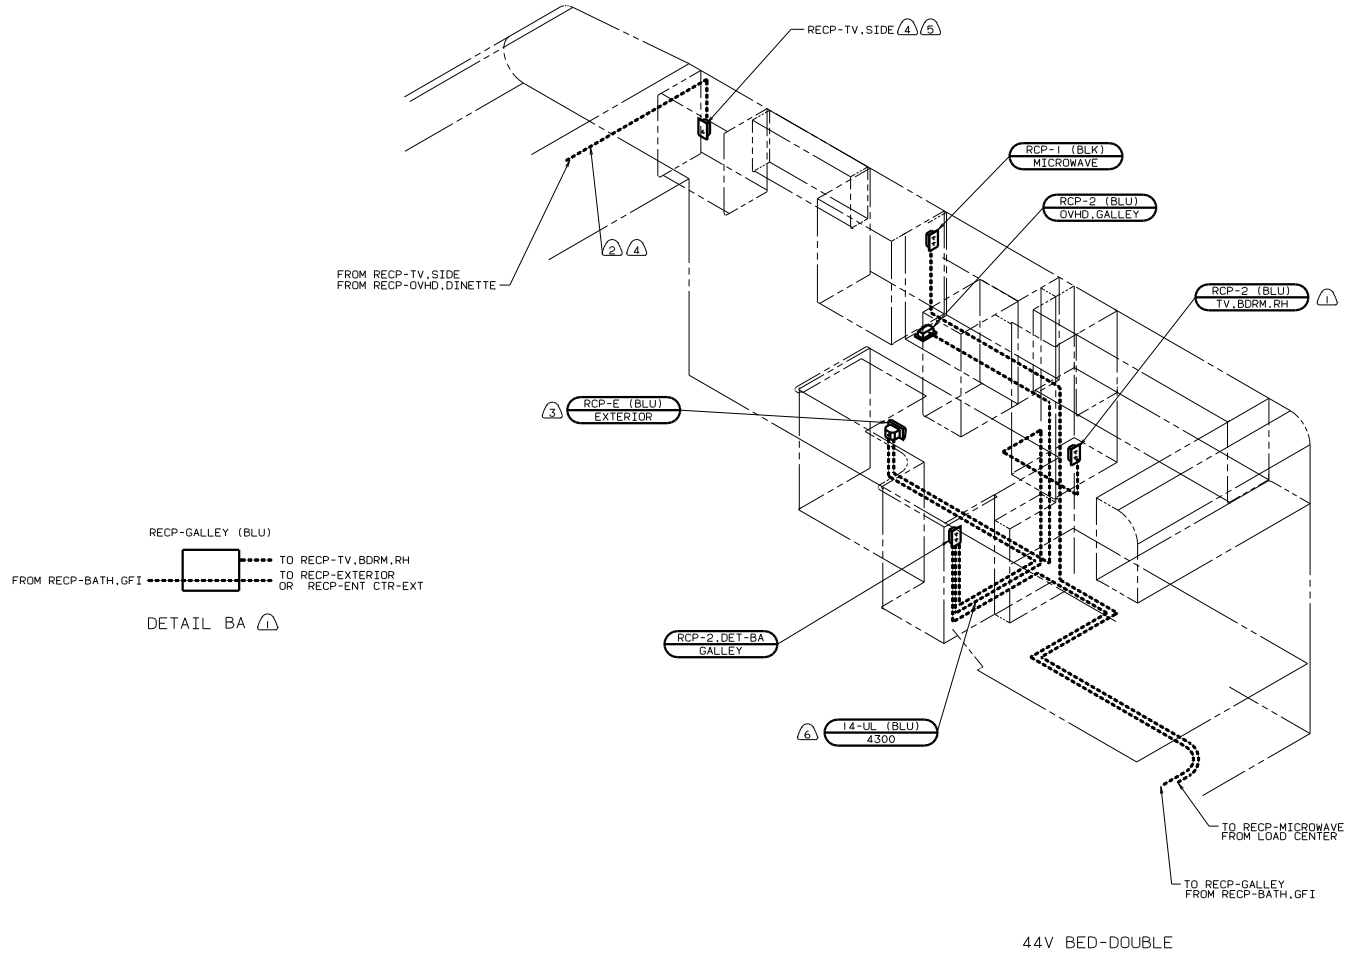 RECP-TV,SIDE 4 5
RCP-1 (BLK)
MICROWAVE
RCP-2 (BLU)
OVHD,GALLEY
2 4
FROM RECP-TV,SIDE
FROM RECP-OVHD,DINETTE
RCP-2 (BLU)
TV,BDRM,RH
1
3
RCP-E (BLU)
EXTERIOR
RECP-GALLEY (BLU)
TO RECP-TV,BDRM,RH
FROM RECP-BATH,GFI
TO RECP-EXTERIOR
OR RECP-ENT CTR-EXT
DETAIL BA 1
RCP-2,DET-BA
GALLEY
6
14-UL (BLU)
4300
TO RECP-MICROWAVE
FROM LOAD CENTER
TO RECP-GALLEY
FROM RECP-BATH,GFI
44V BED-DOUBLE